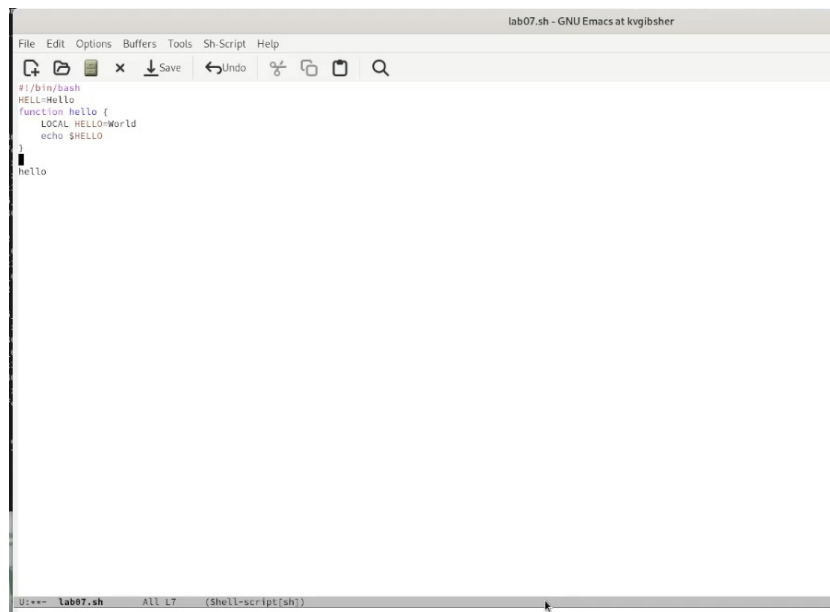 lab07.sh - GNU Emacs at kvgibsher
File Edit Options Buffers Tools Sh-Script Help
Save Undo
#!/bin/bash
HELL=Hello
function hello {
LOCAL HELLO=World
echo $HELLO
}
hello
U:**- lab07.sh All L7 (Shell-script[sh])